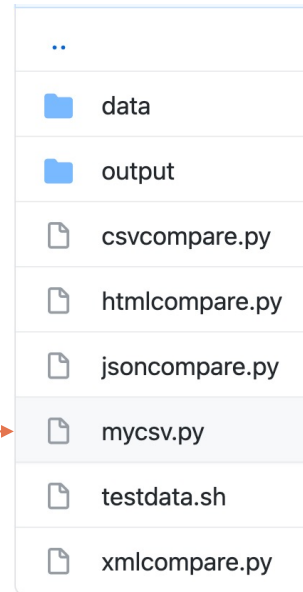 ..
data
output
csvcompare.py
htmlcompare.py
jsoncompare.py
mycsv.py
testdata.sh
xmlcompare.py